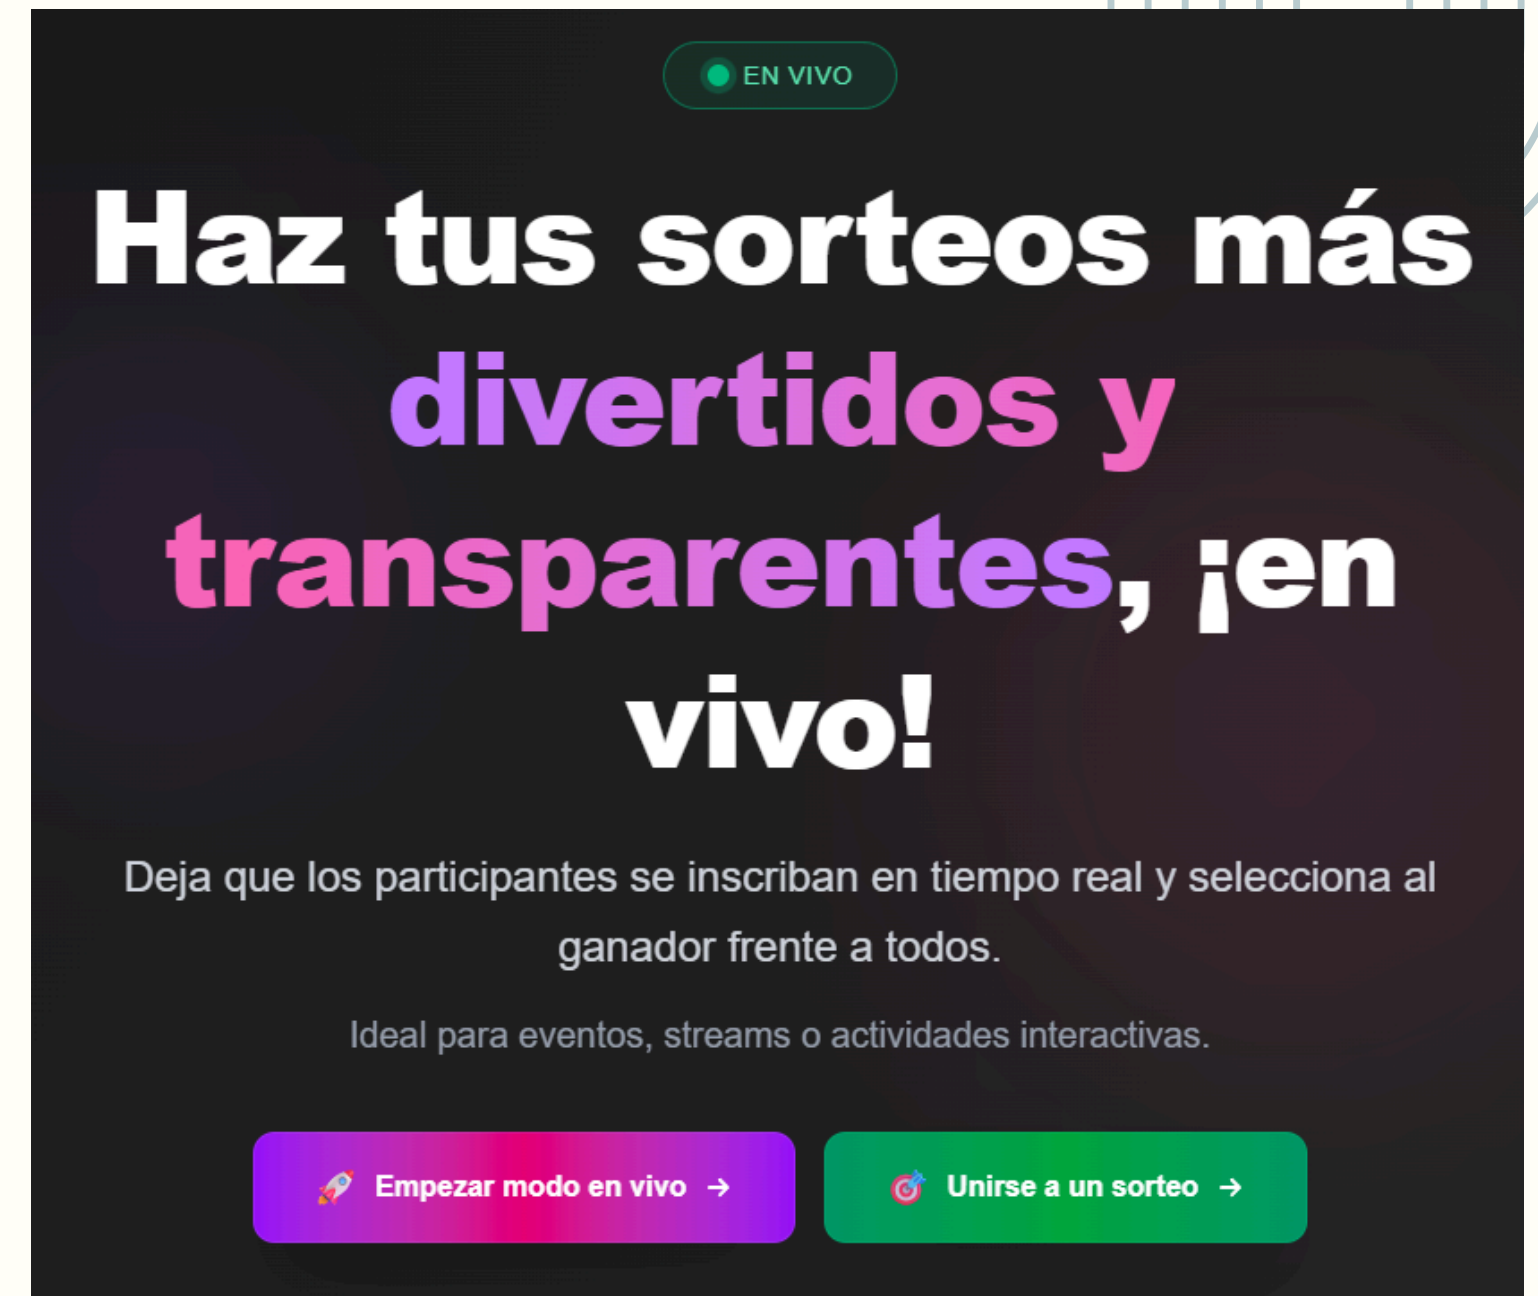 EN VIVO
Haz tus sorteos más
divertidos y
transparentes, ¡en
vivo!
Deja que los participantes se inscriban en tiempo real y selecciona al
ganador frente a todos.
Ideal para eventos, streams o actividades interactivas.
🚀 Empezar modo en vivo →
🎯 Unirse a un sorteo →